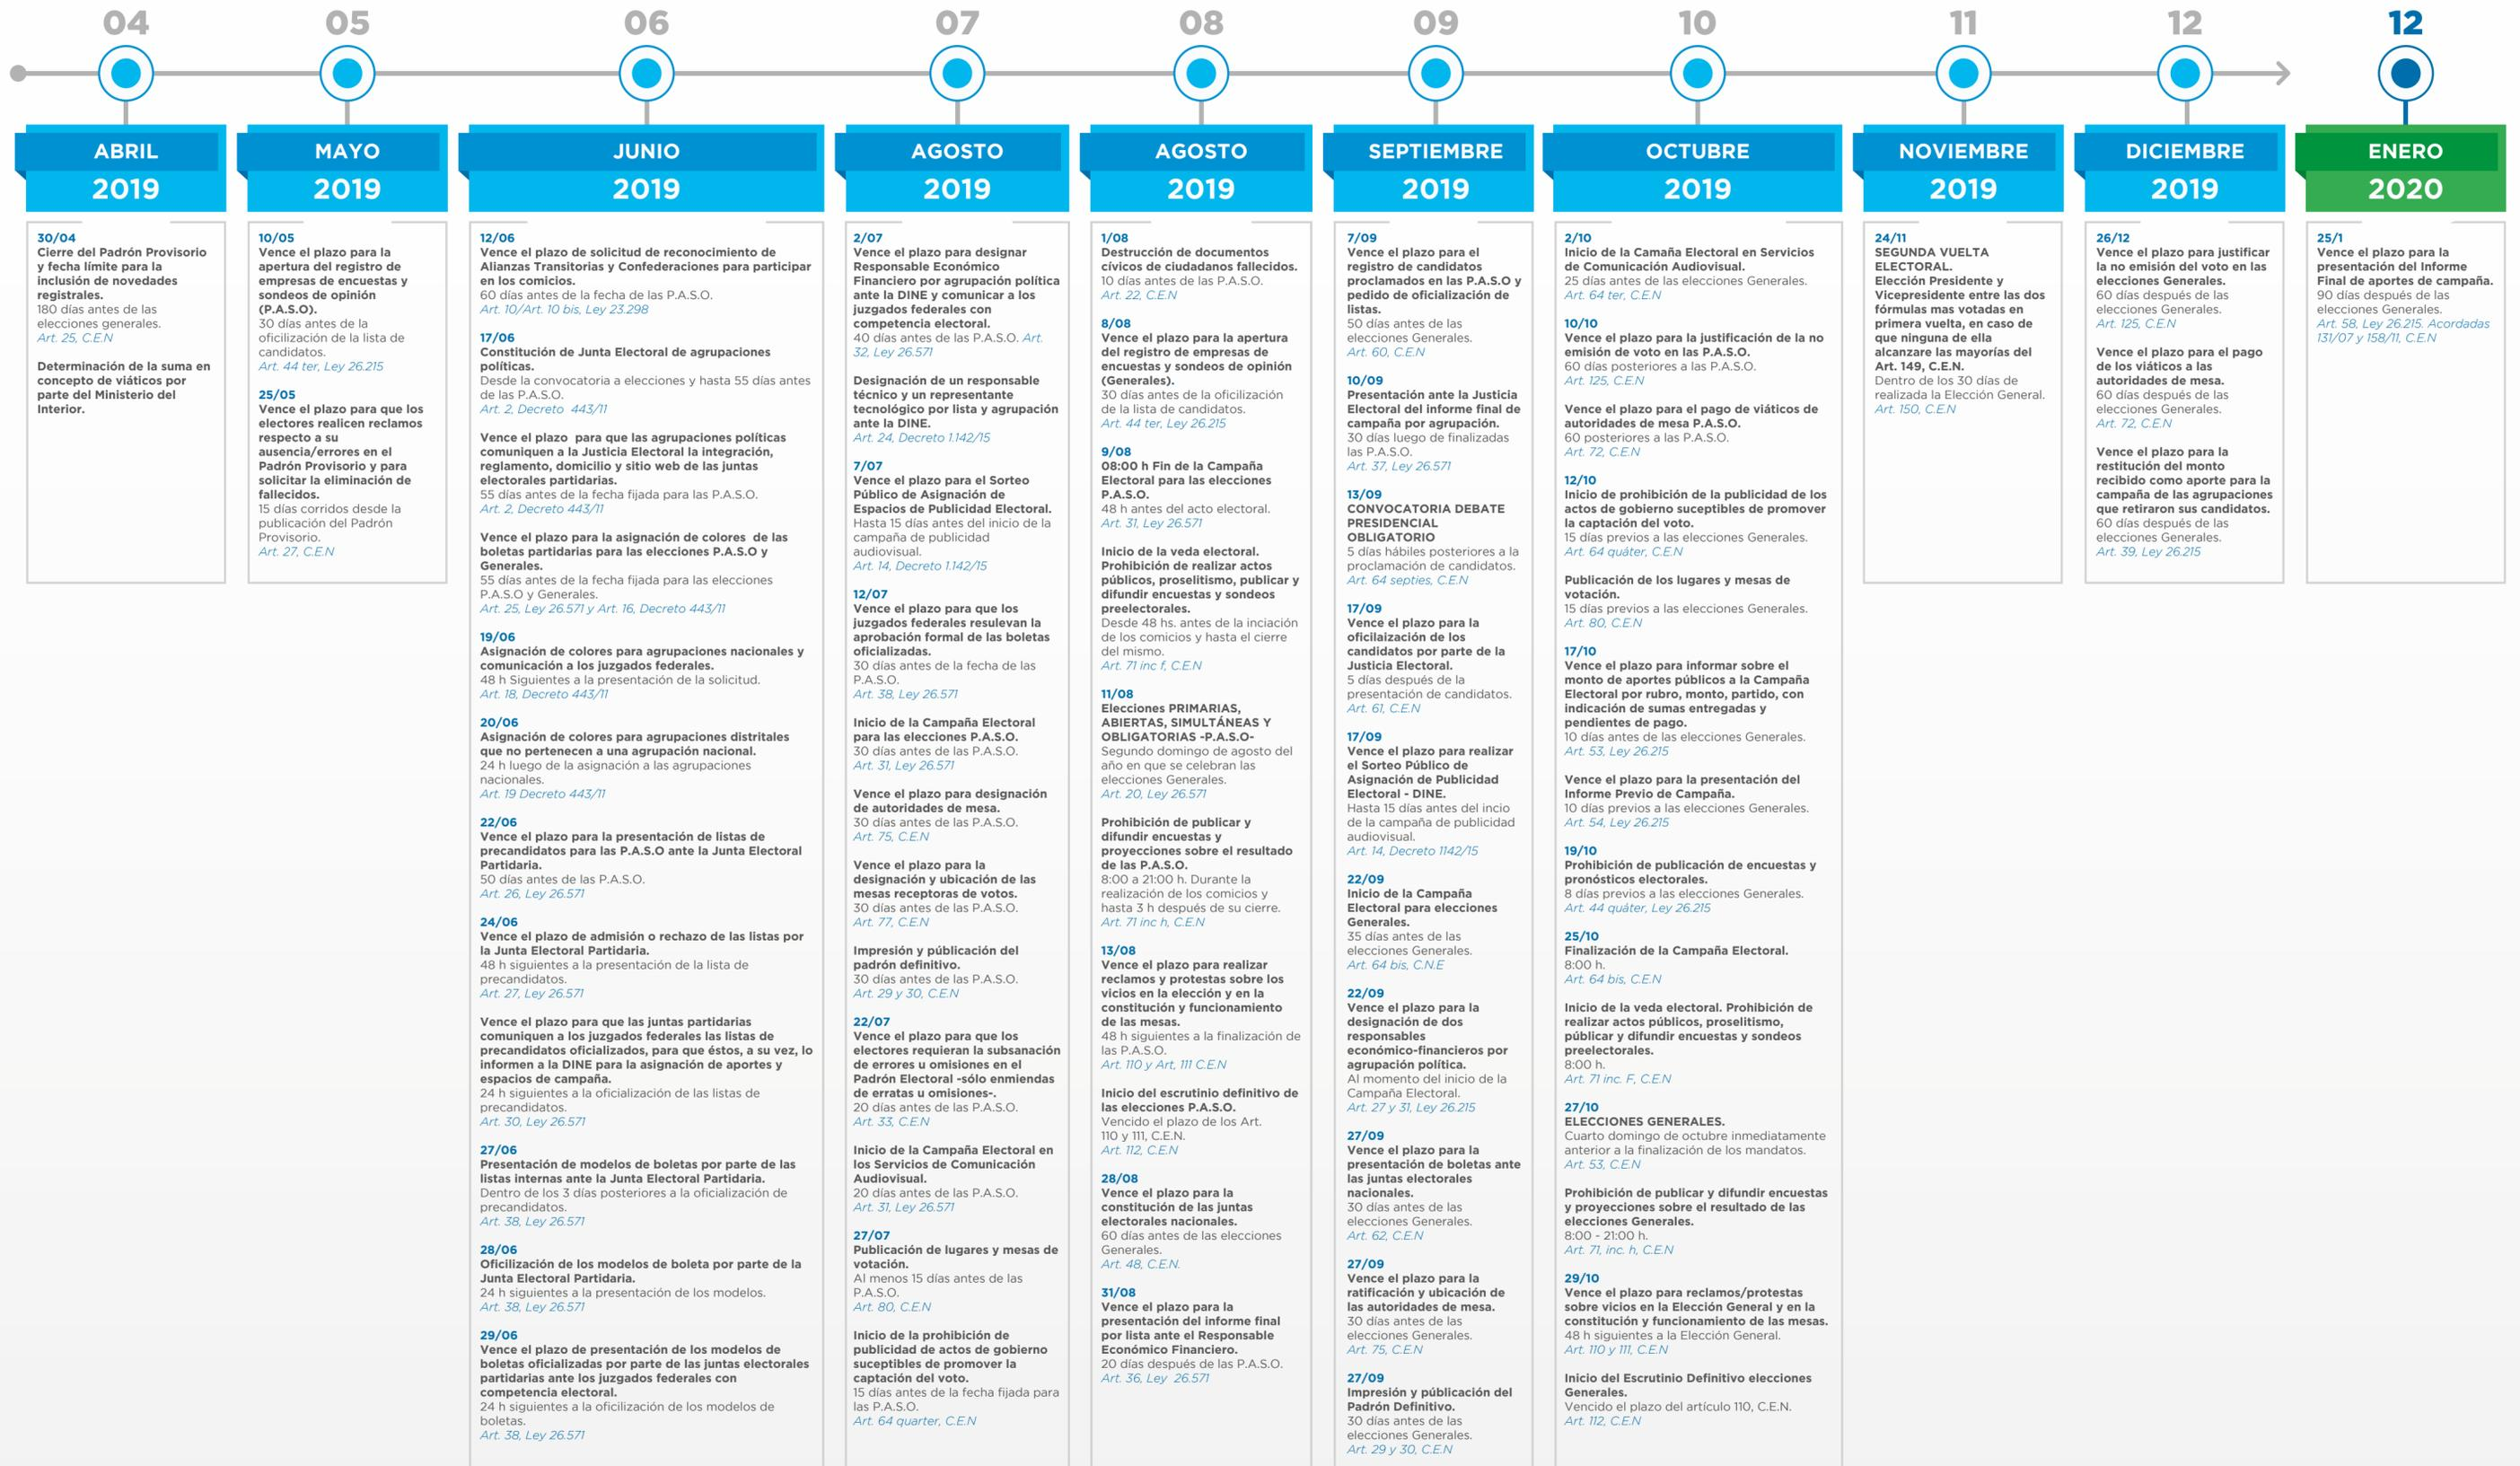 04
05
06
07
08
09
10
11
12
12
ABRIL
2019
30/04
Cierre del Padrón Provisorio
y fecha límite para la
inclusión de novedades
registrales.
180 días antes de las
elecciones generales.
Art. 25, C.E.N
Determinación de la suma en
concepto de viáticos por
parte del Ministerio del
Interior.
MAYO
2019
10/05
Vence el plazo para la
apertura del registro de
empresas de encuestas y
sondeos de opinión
(P.A.S.O).
30 días antes de la
oficilización de lista de
candidatos.
Art. 44 ter, Ley 26.215
25/05
Vence el plazo para que los
electores realicen reclamos
respecto a su
ausencia/errores en el
Padrón Provisorio y para
solicitar la eliminación de
fallecidos.
15 días corridos desde la
publicación del Padrón
Provisorio.
Art. 27, C.E.N
JUNIO
2019
12/06
Vence el plazo de solicitud de reconocimiento de
Alianzas Transitorias y Confederaciones para participar
en los comicios.
60 días antes de la fecha de las P.A.S.O.
Art. 10/Art. 10 bis, Ley 23.298
17/06
Constitución de Junta Electoral de agrupaciones
políticas.
Desde la convocatoria a elecciones y hasta 55 días antes
de las P.A.S.O.
Art. 2, Decreto 443/11
Vence el plazo para que las agrupaciones políticas
comuniquen a la Justicia Electoral la integración,
reglamento, domicilio y sitio web de las juntas
electorales partidarias.
55 días antes de la fecha fijada para las P.A.S.O.
Art. 2, Decreto 443/11
Vence el plazo para la asignación de colores de las
boletas partidarias para las elecciones P.A.S.O y
Generales.
55 días antes de la fecha fijada para las elecciones
P.A.S.O y Generales.
Art. 25, Ley 26.571 y Art. 16, Decreto 443/11
19/06
Asignación de colores para agrupaciones nacionales y
comunicación a los juzgados federales.
48 h Siguientes a la presentación de la solicitud.
Art. 18, Decreto 443/11
20/06
Asignación de colores para agrupaciones distritales
que no pertenecen a una agrupación nacional.
24 h luego de la asignación a las agrupaciones
nacionales.
Art. 19 Decreto 443/11
22/06
Vence el plazo para la presentación de listas de
precandidatos para las P.A.S.O ante la Junta Electoral
Partidaria.
50 días antes de las P.A.S.O.
Art. 26, Ley 26.571
24/06
Vence el plazo de admisión o rechazo de las listas por
la Junta Electoral Partidaria.
48 h siguientes a la presentación de la lista de
precandidatos.
Art. 27, Ley 26.571
Vence el plazo para que las juntas partidarias
comuniquen a los juzgados federales las listas de
precandidatos oficializados, para que éstos, a su vez, lo
informen a la DINE para la asignación de aportes y
espacios de campaña.
24 h siguientes a la oficialización de las listas de
precandidatos.
Art. 30, Ley 26.571
27/06
Presentación de modelos de boletas por parte de las
listas internas ante la Junta Electoral Partidaria.
Dentro de los 3 días posteriores a la oficialización de
precandidatos.
Art. 38, Ley 26.571
28/06
Oficilización de los modelos de boleta por parte de la
Junta Electoral Partidaria.
24 h siguientes a la presentación de los modelos.
Art. 38, Ley 26.571
29/06
Vence el plazo de presentación de los modelos de
boletas oficializadas por parte de las juntas electorales
partidarias ante los juzgados federales con
competencia electoral.
24 h siguientes a la oficilización de los modelos de
boletas.
Art. 38, Ley 26.571
AGOSTO
2019
2/07
Vence el plazo para designar
Responsable Económico
Financiero por agrupación política
ante la DINE y comunicar a los
juzgados federales con
competencia electoral.
40 días antes de las P.A.S.O. Art.
32, Ley 26.571
Designación de un responsable
técnico y un representante
tecnológico por lista y agrupación
ante la DINE.
Art. 24, Decreto 1.142/15
7/07
Vence el plazo para el Sorteo
Público de Asignación de
Espacios de Publicidad Electoral.
Hasta 15 días antes del inicio de la
campaña de publicidad
audiovisual.
Art. 14, Decreto 1.142/15
12/07
Vence el plazo para que los
juzgados federales resulevan la
aprobación formal de las boletas
oficializadas.
30 días antes de la fecha de las
P.A.S.O.
Art. 38, Ley 26.571
Inicio de la Campaña Electoral
para las elecciones P.A.S.O.
30 días antes de las P.A.S.O.
Art. 31, Ley 26.571
Vence el plazo para designación
de autoridades de mesa.
30 días antes de las P.A.S.O.
Art. 75, C.E.N
Vence el plazo para la
designación y ubicación de las
mesas receptoras de votos.
30 días antes de las P.A.S.O.
Art. 77, C.E.N
Impresión y públicación del
padrón definitivo.
30 días antes de las P.A.S.O.
Art. 29 y 30, C.E.N
22/07
Vence el plazo para que los
electores requieran la subsanación
de errores u omisiones en el
Padrón Electoral -sólo enmiendas
de erratas u omisiones-.
20 días antes de las P.A.S.O.
Art. 33, C.E.N
Inicio de la Campaña Electoral en
los Servicios de Comunicación
Audiovisual.
20 días antes de las P.A.S.O.
Art. 31, Ley 26.571
27/07
Publicación de lugares y mesas de
votación.
Al menos 15 días antes de las
P.A.S.O.
Art. 80, C.E.N
Inicio de la prohibición de
publicidad de actos de gobierno
suceptibles de promover la
captación del voto.
15 días antes de la fecha fijada para
las P.A.S.O.
Art. 64 quarter, C.E.N
AGOSTO
2019
1/08
Destrucción de documentos
cívicos de ciudadanos fallecidos.
10 días antes de las P.A.S.O.
Art. 22, C.E.N
8/08
Vence el plazo para la apertura
del registro de empresas de
encuestas y sondeos de opinión
(Generales).
30 días antes de la oficilización
de la lista de candidatos.
Art. 44 ter, Ley 26.215
9/08
08:00 h Fin de la Campaña
Electoral para las elecciones
P.A.S.O.
48 h antes del acto electoral.
Art. 31, Ley 26.571
Inicio de la veda electoral.
Prohibición de realizar actos
públicos, proselitismo, publicar y
difundir encuestas y sondeos
preelectorales.
Desde 48 hs. antes de la inciación
de los comicios y hasta el cierre
del mismo.
Art. 71 inc f, C.E.N
11/08
Elecciones PRIMARIAS,
ABIERTAS, SIMULTÁNEAS Y
OBLIGATORIAS -P.A.S.O-
Segundo domingo de agosto del
año en que se celebran las
elecciones Generales.
Art. 20, Ley 26.571
Prohibición de publicar y
difundir encuestas y
proyecciones sobre el resultado
de las P.A.S.O.
8:00 a 21:00 h. Durante la
realización de los comicios y
hasta 3 h después de su cierre.
Art. 71 inc h, C.E.N
13/08
Vence el plazo para realizar
reclamos y protestas sobre los
vicios en la elección y en la
constitución y funcionamiento
de las mesas.
48 h siguientes a la finalización de
las P.A.S.O.
Art. 110 y Art, 111 C.E.N
Inicio del escrutinio definitivo de
las elecciones P.A.S.O.
Vencido el plazo de los Art.
110 y 111, C.E.N.
Art. 112, C.E.N
28/08
Vence el plazo para la
constitución de las juntas
electorales nacionales.
60 días antes de las elecciones
Generales.
Art. 48, C.E.N.
31/08
Vence el plazo para la
presentación del informe final
por lista ante el Responsable
Económico Financiero.
20 días después de las P.A.S.O.
Art. 36, Ley 26.571
SEPTIEMBRE
2019
7/09
Vence el plazo para el
registro de candidatos
proclamados en las P.A.S.O y
pedido de oficialización de
listas.
50 días antes de las
elecciones Generales.
Art. 60, C.E.N
10/09
Presentación ante la Justicia
Electoral del informe final de
campaña por agrupación.
30 días luego de finalizadas
las P.A.S.O.
Art. 37, Ley 26.571
13/09
CONVOCATORIA DEBATE
PRESIDENCIAL
OBLIGATORIO
5 días hábiles posteriores a la
proclamación de candidatos.
Art. 64 septies, C.E.N
17/09
Vence el plazo para la
oficilaización de los
candidatos por parte de la
Justicia Electoral.
5 días después de la
presentación de candidatos.
Art. 61, C.E.N
17/09
Vence el plazo para realizar
el Sorteo Público de
Asignación de Publicidad
Electoral - DINE.
Hasta 15 días antes del incio
de la campaña de publicidad
audiovisual.
Art. 14, Decreto 1142/15
22/09
Inicio de la Campaña
Electoral para elecciones
Generales.
35 días antes de las
elecciones Generales.
Art. 64 bis, C.N.E
22/09
Vence el plazo para la
designación de dos
responsables
económico-financieros por
agrupación política.
Al momento del inicio de la
Campaña Electoral.
Art. 27 y 31, Ley 26.215
27/09
Vence el plazo para la
presentación de boletas ante
las juntas electorales
nacionales.
30 días antes de las
elecciones Generales.
Art. 62, C.E.N
27/09
Vence el plazo para la
ratificación y ubicación de
las autoridades de mesa.
30 días antes de las
elecciones Generales.
Art. 75, C.E.N
27/09
Impresión y públicación del
Padrón Definitivo.
30 días antes de las
elecciones Generales.
Art. 29 y 30, C.E.N
OCTUBRE
2019
2/10
Inicio de la Camaña Electoral en Servicios
de Comunicación Audiovisual.
25 días antes de las elecciones Generales.
Art. 64 ter, C.E.N
10/10
Vence el plazo para la justificación de la no
emisión de voto en las P.A.S.O.
60 días posteriores a las P.A.S.O.
Art. 125, C.E.N
Vence el plazo para el pago de viáticos de
autoridades de mesa P.A.S.O.
60 posteriores a las P.A.S.O.
Art. 72, C.E.N
12/10
Inicio de prohibición de la publicidad de los
actos de gobierno suceptibles de promover
la captación del voto.
15 días previos a las elecciones Generales.
Art. 64 quáter, C.E.N
Publicación de los lugares y mesas de
votación.
15 días previos a las elecciones Generales.
Art. 80, C.E.N
17/10
Vence el plazo para informar sobre el
monto de aportes públicos a la Campaña
Electoral por rubro, monto, partido, con
indicación de sumas entregadas y
pendientes de pago.
10 días antes de las elecciones Generales.
Art. 53, Ley 26.215
Vence el plazo para la presentación del
Informe Previo de Campaña.
10 días previos a las elecciones Generales.
Art. 54, Ley 26.215
19/10
Prohibición de publicación de encuestas y
pronósticos electorales.
8 días previos a las elecciones Generales.
Art. 44 quáter, Ley 26.215
25/10
Finalización de la Campaña Electoral.
8:00 h.
Art. 64 bis, C.E.N
Inicio de la veda electoral. Prohibición de
realizar actos públicos, proselitismo,
públicar y difundir encuestas y sondeos
preelectorales.
8:00 h.
Art. 71 inc. F, C.E.N
27/10
ELECCIONES GENERALES.
Cuarto domingo de octubre inmediatamente
anterior a la finalización de los mandatos.
Art. 53, C.E.N
Prohibición de publicar y difundir encuestas
y proyecciones sobre el resultado de las
elecciones Generales.
8:00 - 21:00 h.
Art. 71, inc. h, C.E.N
29/10
Vence el plazo para reclamos/protestas
sobre vicios en la Elección General y en la
constitución y funcionamiento de las mesas.
48 h siguientes a la Elección General.
Art. 110 y 111, C.E.N
Inicio del Escrutinio Definitivo elecciones
Generales.
Vencido el plazo del artículo 110, C.E.N.
Art. 112, C.E.N
NOVIEMBRE
2019
24/11
SEGUNDA VUELTA
ELECTORAL.
Elección Presidente y
Vicepresidente entre las dos
fórmulas mas votadas en
primera vuelta, en caso de
que ninguna de ella
alcanzare las mayorías del
Art. 149, C.E.N.
Dentro de los 30 días de
realizada la Elección General.
Art. 150, C.E.N
DICIEMBRE
2019
26/12
Vence el plazo para justificar
la no emisión del voto en las
elecciones Generales.
60 días después de las
elecciones Generales.
Art. 125, C.E.N
Vence el plazo para el pago
de los viáticos a las
autoridades de mesa.
60 días después de las
elecciones Generales.
Art. 72, C.E.N
Vence el plazo para la
restitución del monto
recibido como aporte para la
campaña de las agrupaciones
que retiraron sus candidatos.
60 días después de las
elecciones Generales.
Art. 39, Ley 26.215
ENERO
2020
25/1
Vence el plazo para la
presentación del Informe
Final de aportes de campaña.
90 días después de las
elecciones Generales.
Art. 58, Ley 26.215. Acordadas
131/07 y 158/11, C.E.N